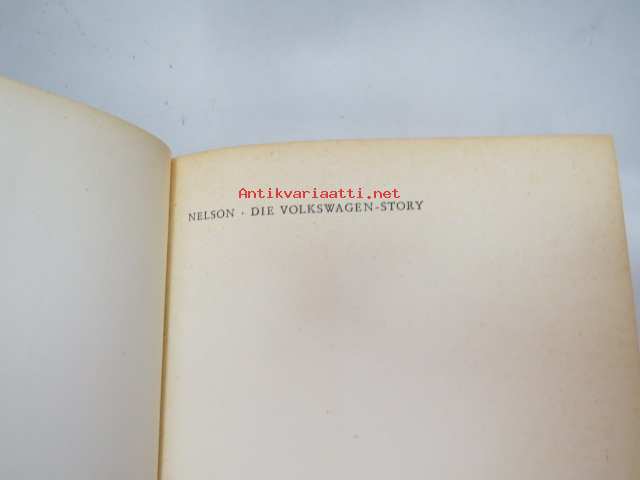 Antikvariaatti.net
NELSON · DIE VOLKSWAGEN-STORY